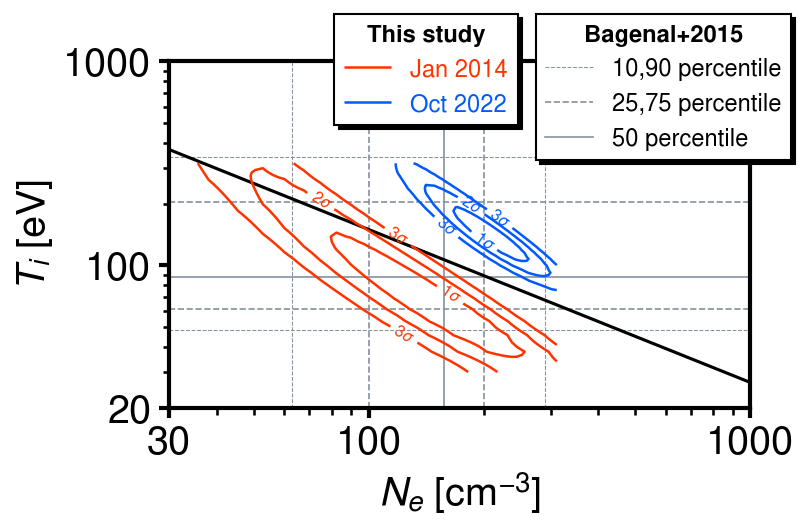 This study
Jan 2014
Oct 2022
Bagenal+2015
10,90 percentile
25,75 percentile
50 percentile
1000
100
20
T_i [eV]
2σ
3σ
1σ
3σ
2σ
3σ
3σ
1σ
30
100
1000
N_e [cm⁻³]